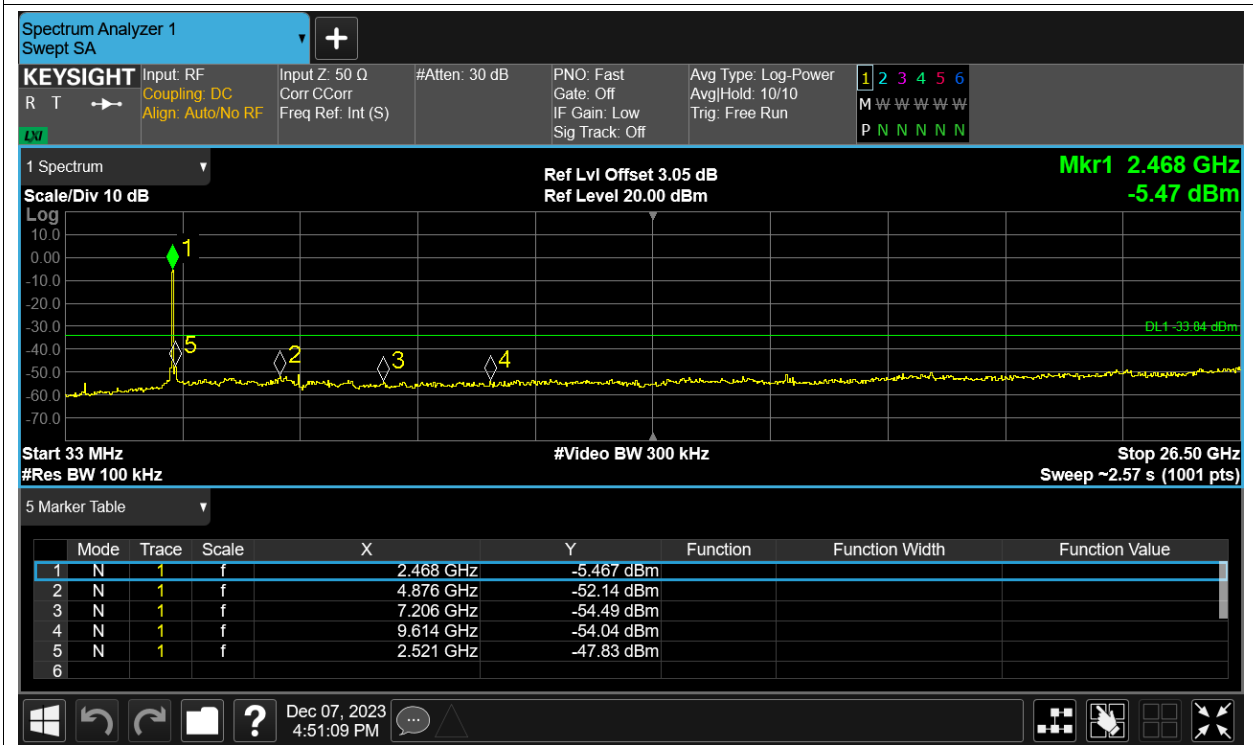 Spectrum Analyzer 1
Swept SA
+
KEYSIGHT
R T
LXI
Input: RF
Coupling: DC
Align: Auto/No RF
Input Z: 50 Ω
Corr CCorr
Freq Ref: Int (S)
#Atten: 30 dB
PNO: Fast
Gate: Off
IF Gain: Low
Sig Track: Off
Avg Type: Log-Power
Avg|Hold: 10/10
Trig: Free Run
1 2 3 4 5 6
M W W W W W
P N N N N N
1 Spectrum
Scale/Div 10 dB
Ref Lvl Offset 3.05 dB
Ref Level 20.00 dBm
Mkr1 2.468 GHz
-5.47 dBm
Log
10.0
0.00
-10.0
-20.0
-30.0
-40.0
-50.0
-60.0
-70.0
1
5
2
3
4
DL1 -33.84 dBm
Start 33 MHz
#Res BW 100 kHz
#Video BW 300 kHz
Stop 26.50 GHz
Sweep ~2.57 s (1001 pts)
5 Marker Table
Mode Trace Scale X Y Function Function Width Function Value
1 N 1 f 2.468 GHz -5.467 dBm
2 N 1 f 4.876 GHz -52.14 dBm
3 N 1 f 7.206 GHz -54.49 dBm
4 N 1 f 9.614 GHz -54.04 dBm
5 N 1 f 2.521 GHz -47.83 dBm
6
?
Dec 07, 2023
4:51:09 PM